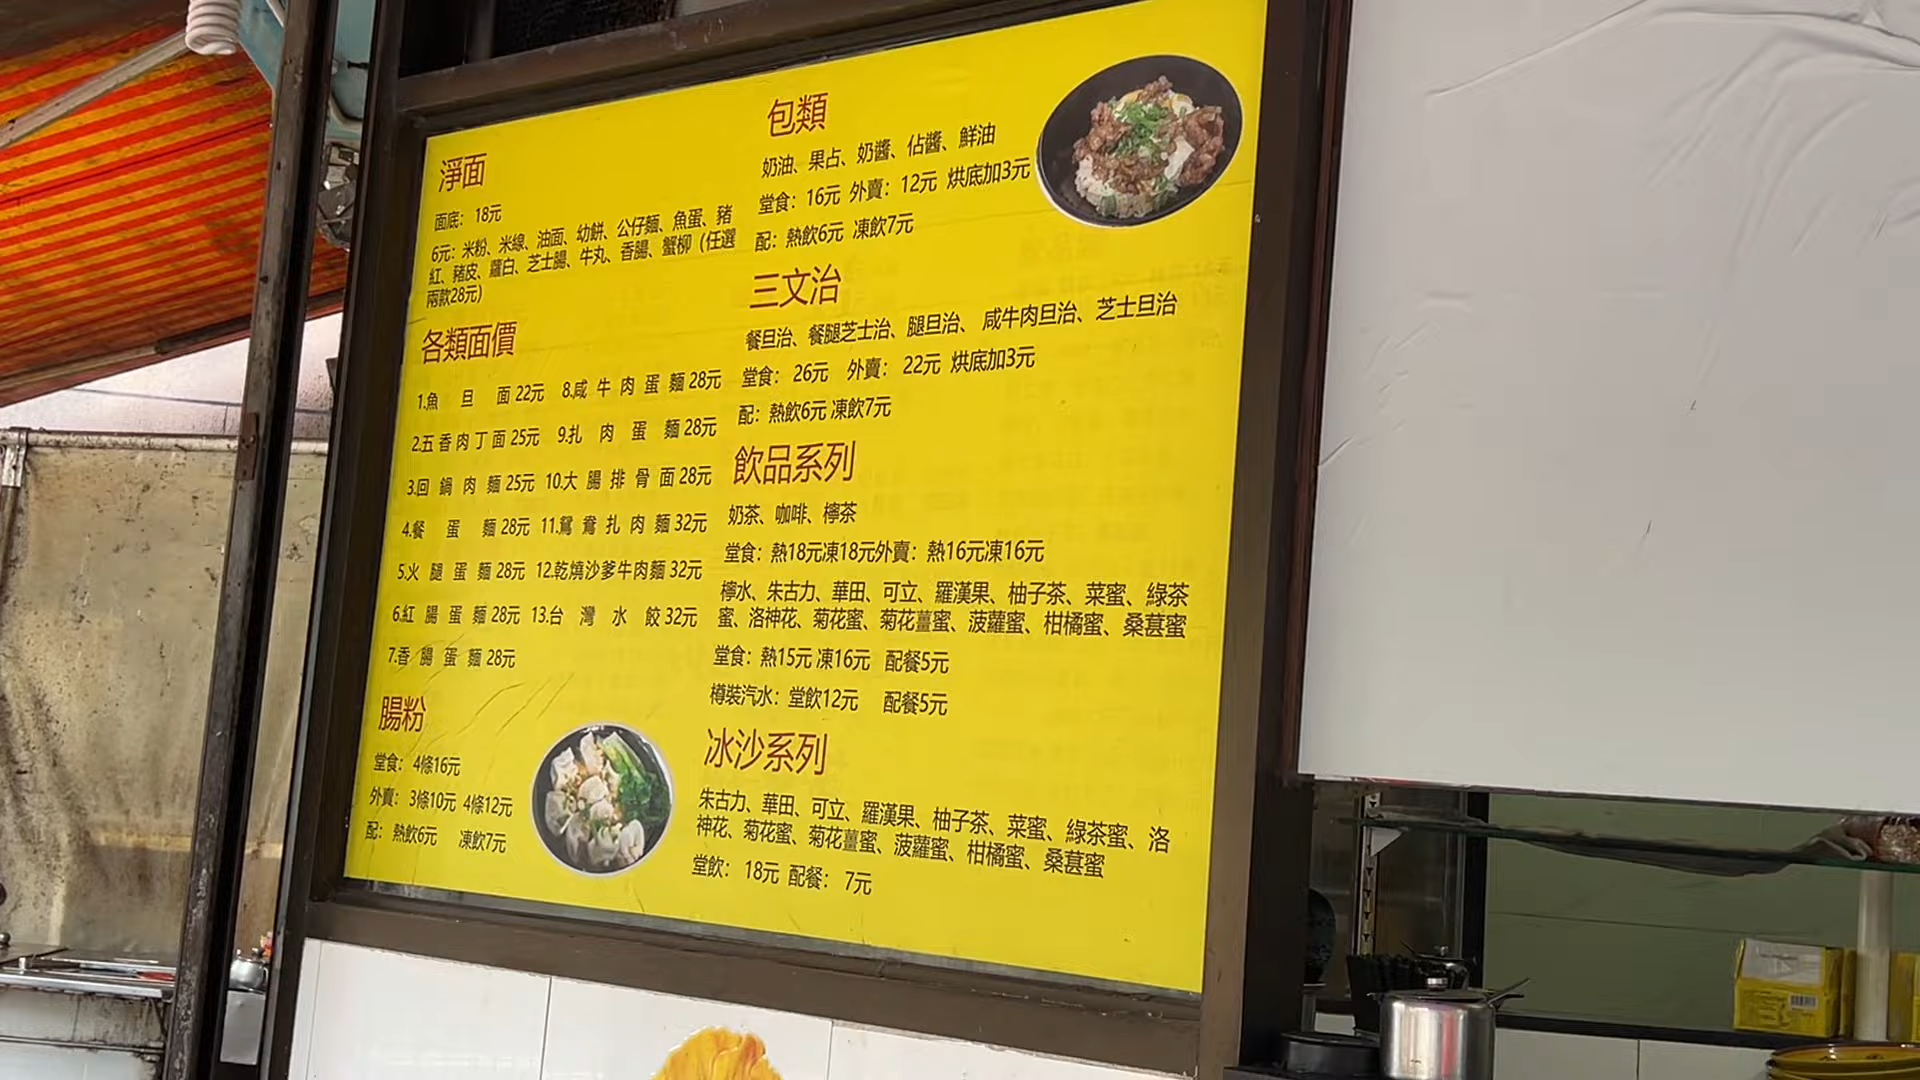 淨面
面底：18元
6元：米粉、米線、油面、幼餅、公仔麵、魚蛋、豬
紅、豬皮、蘿白、芝士腸、牛丸、香腸、蟹柳（任選
兩款28元）
各類面價
1.魚旦面22元 8.咸牛肉蛋麵28元
2.五香肉丁面25元 9.扎肉蛋麵28元
3.回鍋肉麵25元 10.大腸排骨面28元
4.餐蛋麵28元 11.鴛鴦扎肉麵32元
5.火腿蛋麵28元 12.乾燒沙爹牛肉麵32元
6.紅腸蛋麵28元 13.台灣水餃32元
7.香腸蛋麵28元
腸粉
堂食：4條16元
外賣：3條10元 4條12元
配：熱飲6元 凍飲7元
包類
奶油、果占、奶醬、佔醬、鮮油
堂食：16元 外賣：12元 烘底加3元
配：熱飲6元 凍飲7元
三文治
餐旦治、餐腿芝士治、腿旦治、咸牛肉旦治、芝士旦治
堂食：26元 外賣：22元 烘底加3元
配：熱飲6元 凍飲7元
飲品系列
奶茶、咖啡、檸茶
堂食：熱18元凍18元外賣：熱16元凍16元
檸水、朱古力、華田、可立、羅漢果、柚子茶、菜蜜、綠茶
蜜、洛神花、菊花蜜、菊花薑蜜、菠蘿蜜、柑橘蜜、桑葚蜜
堂食：熱15元 凍16元 配餐5元
樽裝汽水：堂飲12元 配餐5元
冰沙系列
朱古力、華田、可立、羅漢果、柚子茶、菜蜜、綠茶蜜、洛
神花、菊花蜜、菊花薑蜜、菠蘿蜜、柑橘蜜、桑葚蜜
堂飲：18元 配餐：7元